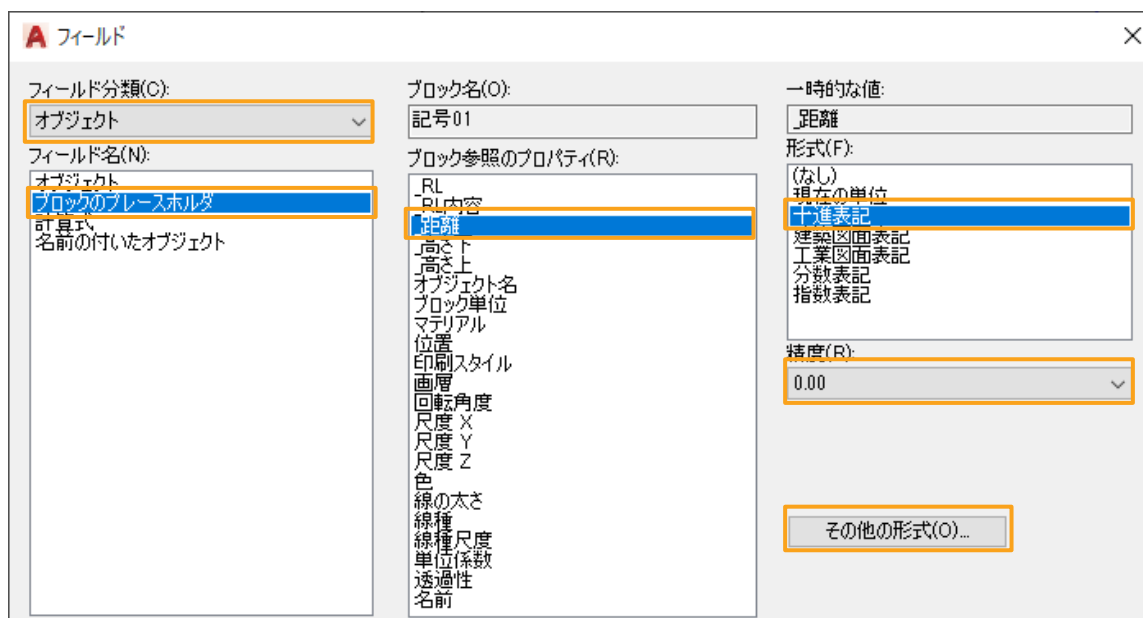 フィールド
フィールド分類(C):
オブジェクト
フィールド名(N):
オブジェクト
ブロックのプレースホルダ
計算式
名前の付いたオブジェクト
ブロック名(O):
記号01
ブロック参照のプロパティ(R):
_RL
_RL内容
_距離
_高さ下
_高さ上
オブジェクト名
ブロック単位
マテリアル
位置
印刷スタイル
画層
回転角度
尺度 X
尺度 Y
尺度 Z
色
線の太さ
線種
線種尺度
単位係数
透過性
名前
一時的な値:
_距離
形式(F):
(なし)
現在の単位
十進表記
建築図面表記
工業図面表記
分数表記
指数表記
精度(R):
0.00
その他の形式(O)...